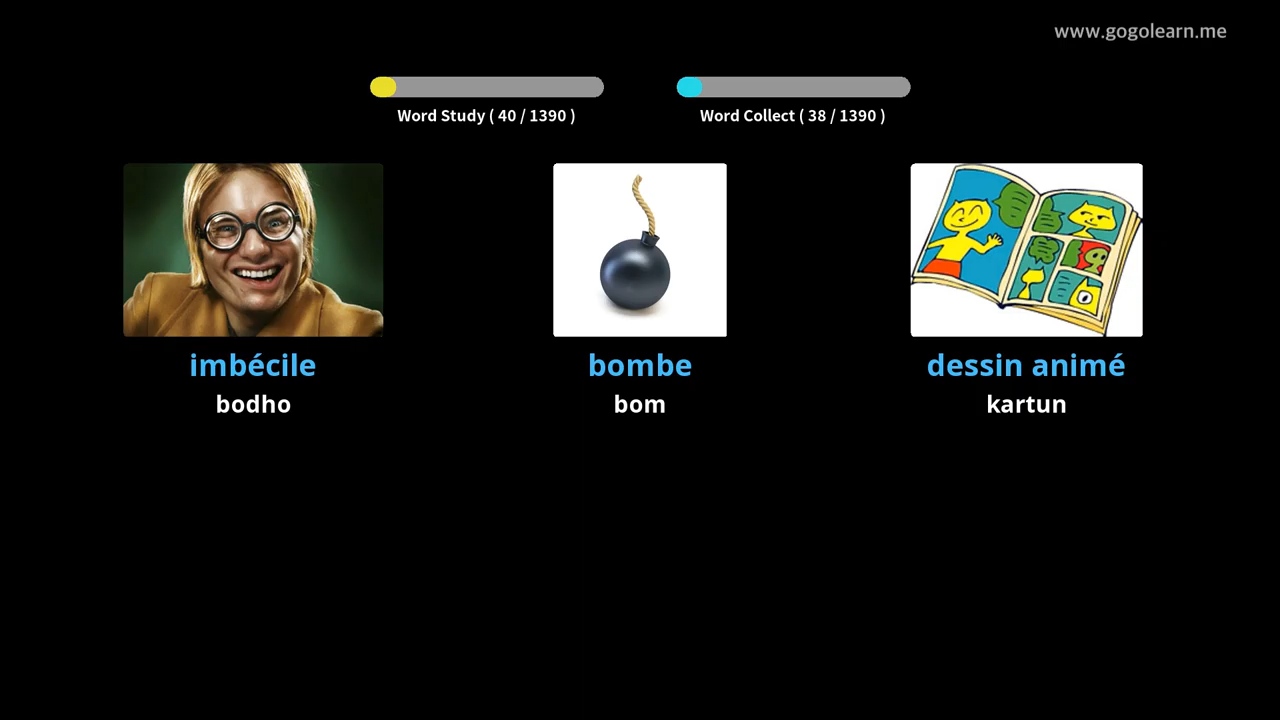 www.gogolearn.me
Word Study ( 40 / 1390 )
Word Collect ( 38 / 1390 )
imbécile
bodho
bombe
bom
dessin animé
kartun